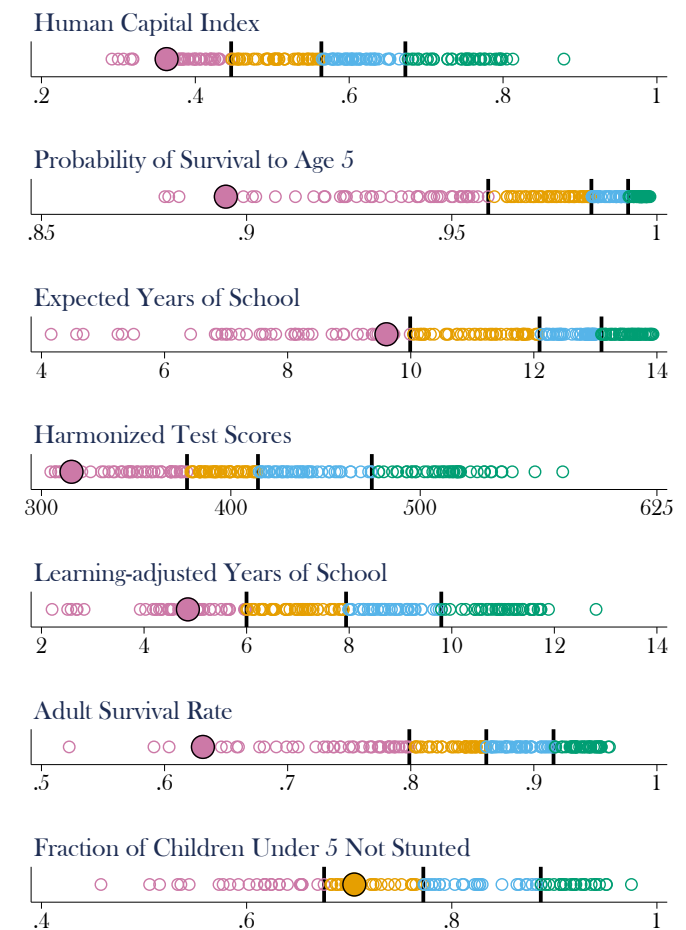 Human Capital Index
.2 .4 .6 .8 1
Probability of Survival to Age 5
.85 .9 .95 1
Expected Years of School
4 6 8 10 12 14
Harmonized Test Scores
300 400 500 625
Learning-adjusted Years of School
2 4 6 8 10 12 14
Adult Survival Rate
.5 .6 .7 .8 .9 1
Fraction of Children Under 5 Not Stunted
.4 .6 .8 1